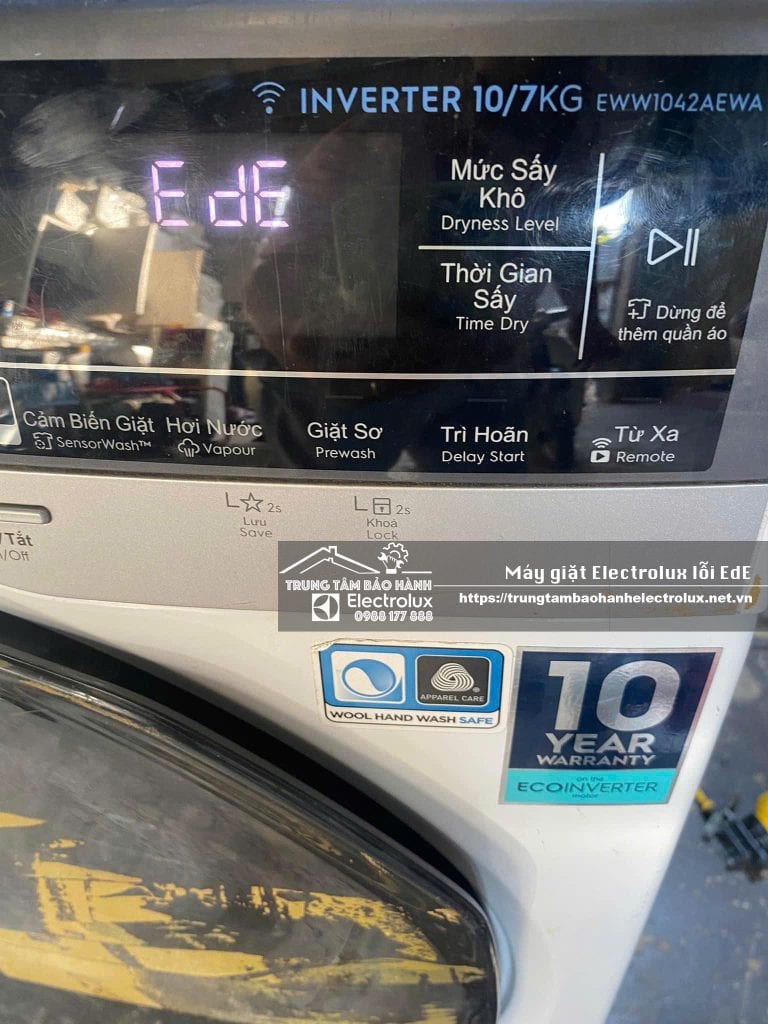 INVERTER 10/7KG EWW1042AEWA
EdE
Mức Sấy
Khô
Dryness Level
Thời Gian
Sấy
Time Dry
Dừng để
thêm quần áo
Cảm Biến Giặt
SensorWash™
Hơi Nước
Vapour
Giặt Sơ
Prewash
Trì Hoãn
Delay Start
Từ Xa
Remote
/Tắt
/Off
2s
Lưu
Save
2s
Khoá
Lock
TRUNG TÂM BẢO HÀNH
Electrolux
0988 177 888
Máy giặt Electrolux lỗi EdE
https://trungtambaohanhelectrolux.net.vn
APPAREL CARE
WOOL HAND WASH SAFE
10
YEAR
WARRANTY
on the
ECOINVERTER
motor